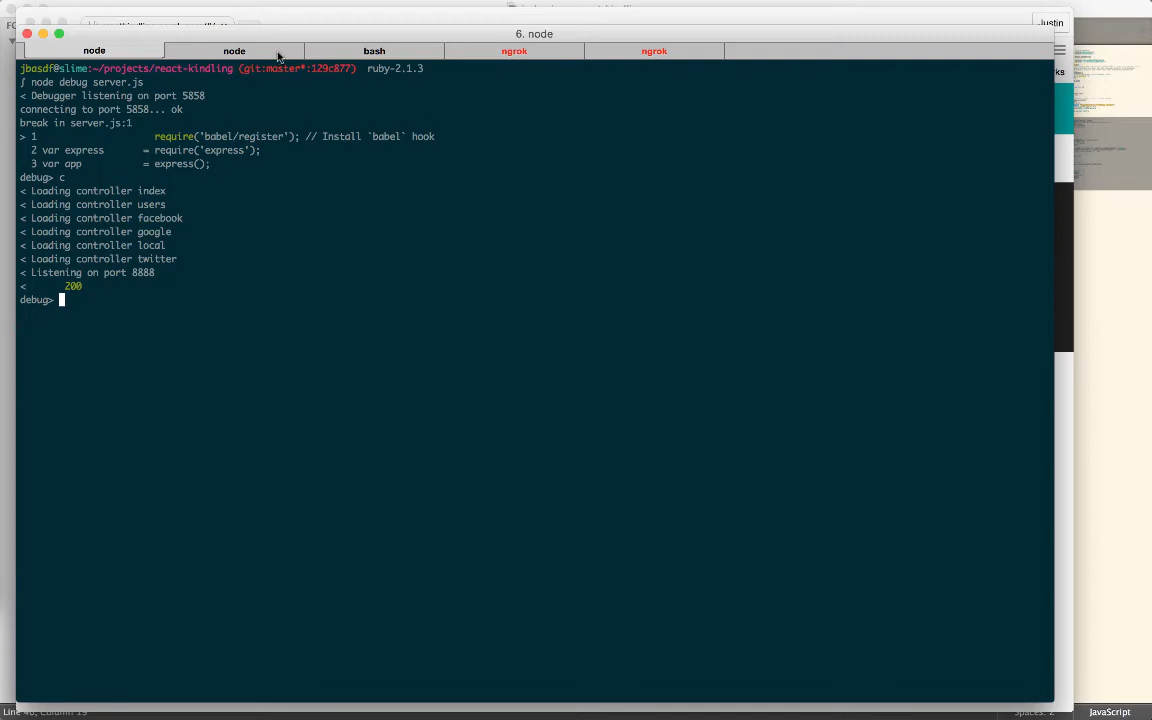 Justin
6. node
node
node
bash
ngrok
ngrok
jbasdf@slime:~/projects/react-kindling (git:master*:129c877) ruby-2.1.3
∫ node debug server.js
< Debugger listening on port 5858
connecting to port 5858... ok
break in server.js:1
> 1 require('babel/register'); // Install `babel` hook
2 var express = require('express');
3 var app = express();
debug> c
< Loading controller index
< Loading controller users
< Loading controller facebook
< Loading controller google
< Loading controller local
< Loading controller twitter
< Listening on port 8888
< 200
debug>
JavaScript